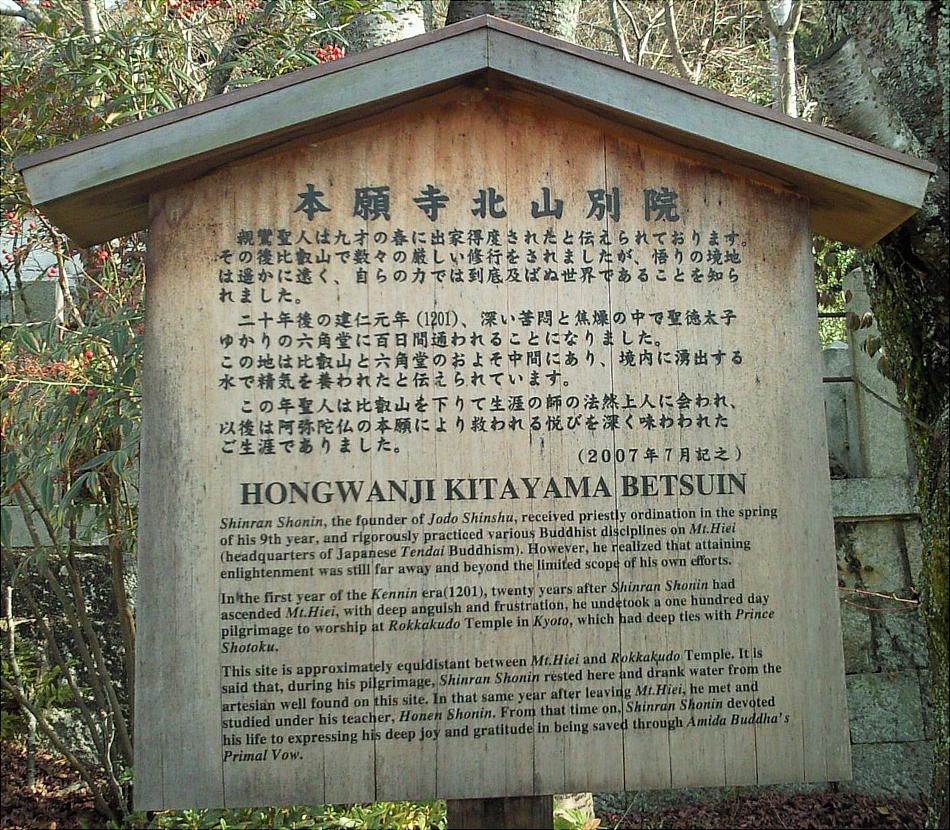 本願寺北山別院
親鸞聖人は九才の春に出家得度されたと伝えられております。
その後比叡山で数々の厳しい修行をされましたが、悟りの境地
は遥かに遠く、自らの力では到底及ばぬ世界であることを知ら
れました。
二十年後の建仁元年(1201)、深い苦悶と焦燥の中で聖徳太子
ゆかりの六角堂に百日間通われることになりました。
この地は比叡山と六角堂のおよそ中間にあり、境内に湧出する
水で精気を養われたと伝えられています。
この年聖人は比叡山を下りて生涯の師の法然上人に会われ、
以後は阿弥陀仏の本願により救われる悦びを深く味わわれた
ご生涯でありました。
(2007年7月記之)
HONGWANJI KITAYAMA BETSUIN
Shinran Shonin, the founder of Jodo Shinshu, received priestly ordination in the spring
of his 9th year, and rigorously practiced various Buddhist disciplines on Mt.Hiei
(headquarters of Japanese Tendai Buddhism). However, he realized that attaining
enlightenment was still far away and beyond the limited scope of his own efforts.
In the first year of the Kennin era(1201), twenty years after Shinran Shonin had
ascended Mt.Hiei, with deep anguish and frustration, he undetook a one hundred day
pilgrimage to worship at Rokkakudo Temple in Kyoto, which had deep ties with Prince
Shotoku.
This site is approximately equidistant between Mt.Hiei and Rokkakudo Temple. It is
said that, during his pilgrimage, Shinran Shonin rested here and drank water from the
artesian well found on this site. In that same year after leaving Mt.Hiei, he met and
studied under his teacher, Honen Shonin. From that time on, Shinran Shonin devoted
his life to expressing his deep joy and gratitude in being saved through Amida Buddha's
Primal Vow.